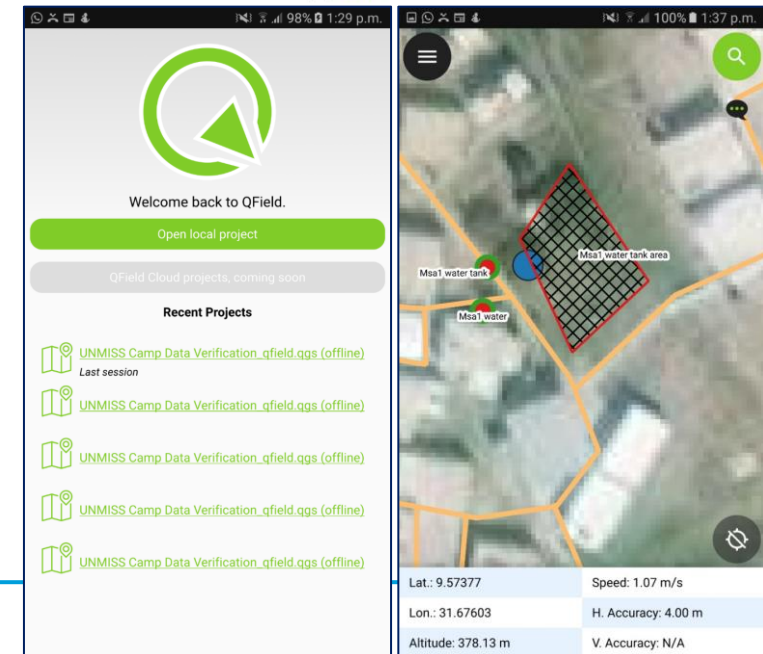 98% 1:29 p.m.
Welcome back to QField.
Open local project
QField Cloud projects, coming soon
Recent Projects
UNMISS Camp Data Verification_qfield.qgs (offline)
Last session
UNMISS Camp Data Verification_qfield.qgs (offline)
UNMISS Camp Data Verification_qfield.qgs (offline)
UNMISS Camp Data Verification_qfield.qgs (offline)
UNMISS Camp Data Verification_qfield.qgs (offline)
100% 1:37 p.m.
Msa1 water tank area
Msa1 water tank
Msa1 water
Lat.: 9.57377
Speed: 1.07 m/s
Lon.: 31.67603
H. Accuracy: 4.00 m
Altitude: 378.13 m
V. Accuracy: N/A